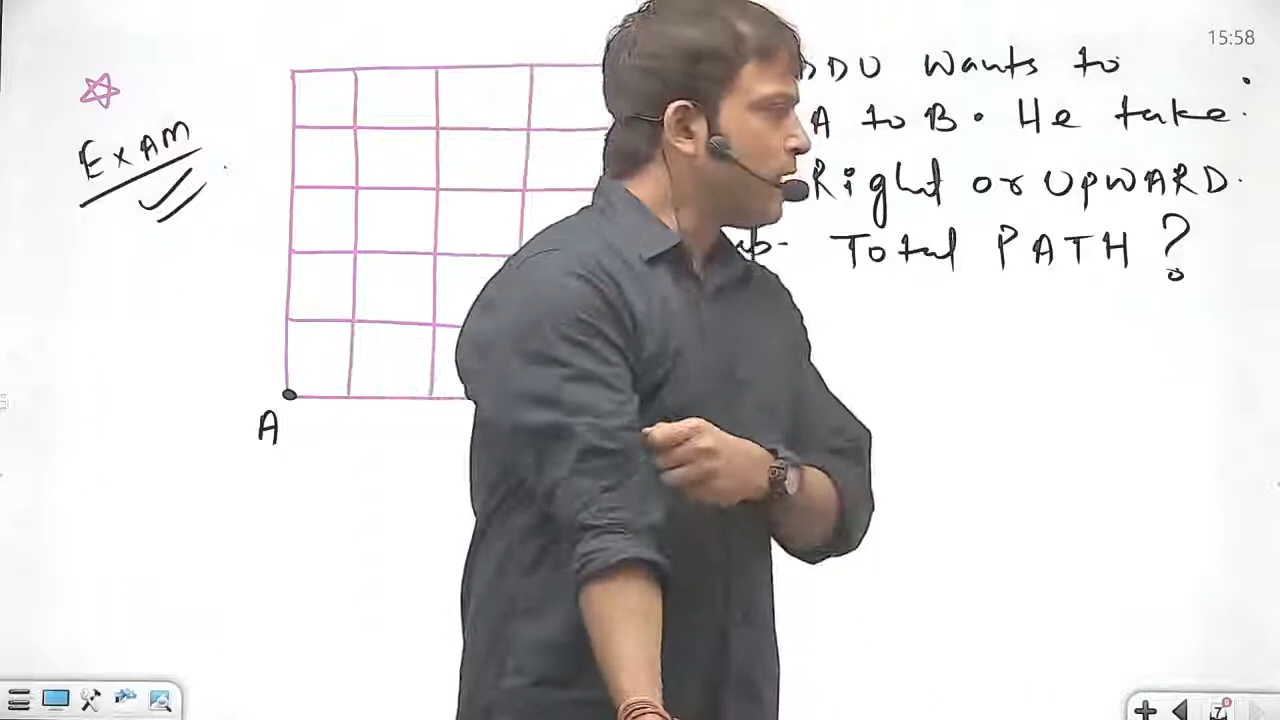 15:58
EXAM
DDU Wants to
A to B. He take
Right or UPWARD.
Total PATH ?
A